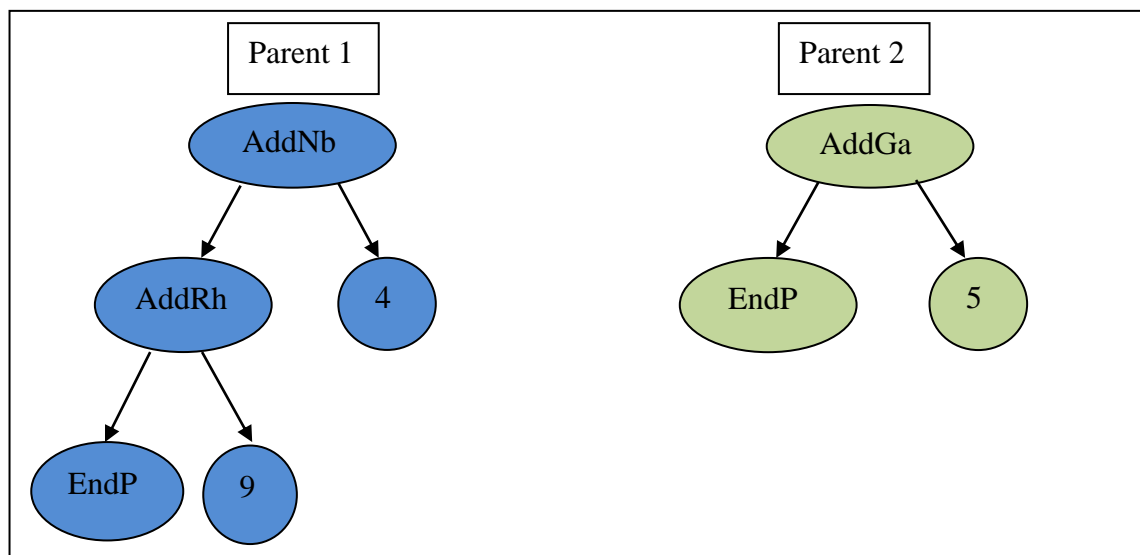 Parent 1
Parent 2
AddNb
AddGa
AddRh
4
EndP
5
EndP
9